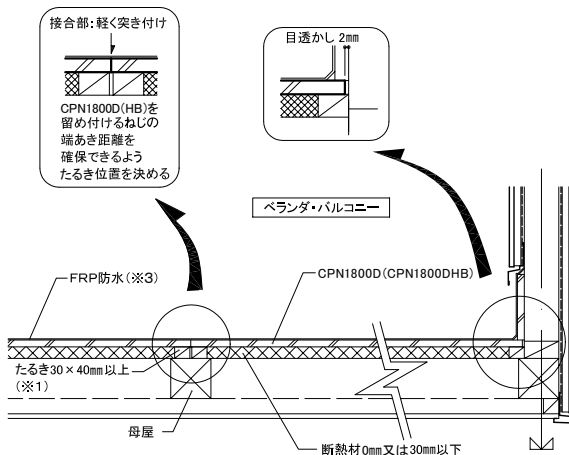 接合部:軽く突き付け
CPN1800D(HB)を
留め付けるねじの
端あき距離を
確保できるよう
たるき位置を決める
目透かし 2mm
ベランダ・バルコニー
FRP防水(※3)
CPN1800D(CPN1800DHB)
たるき30×40mm以上
(※1)
母屋
断熱材0mm又は30mm以下